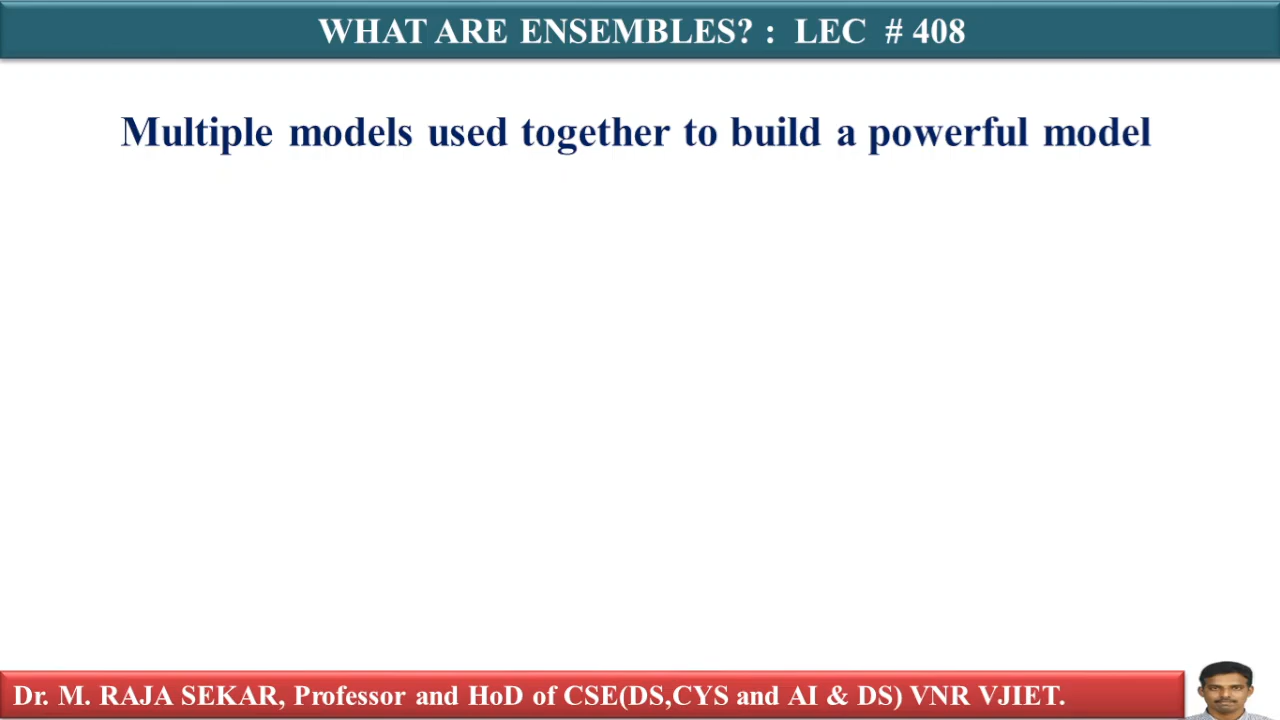 WHAT ARE ENSEMBLES? : LEC # 408
Multiple models used together to build a powerful model
Dr. M. RAJA SEKAR, Professor and HoD of CSE(DS,CYS and AI & DS) VNR VJIET.